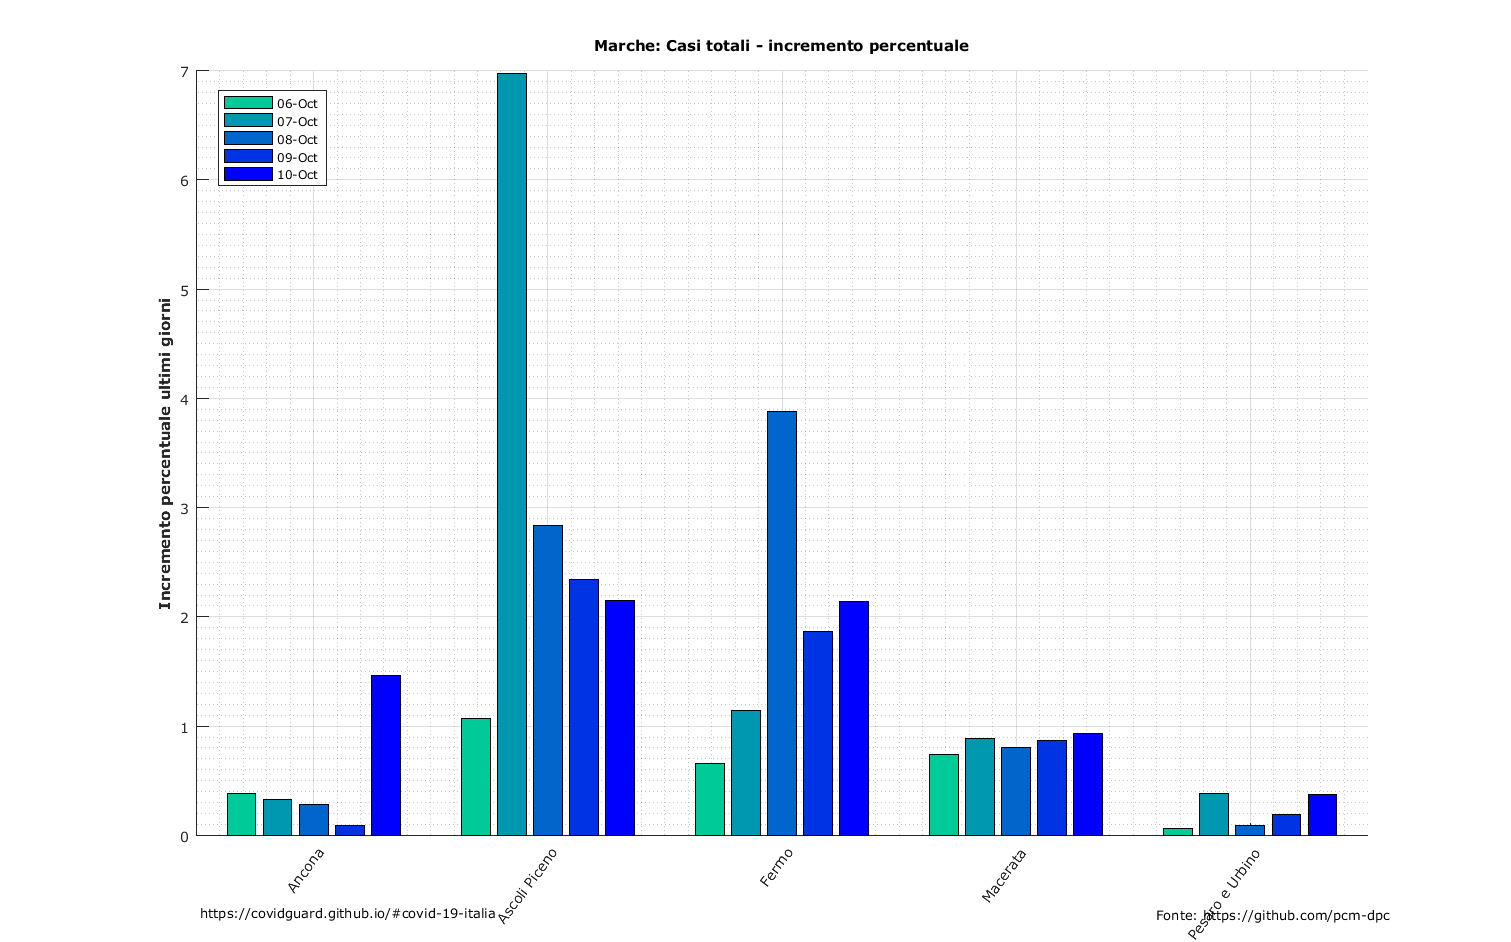 Marche: Casi totali - incremento percentuale
Incremento percentuale ultimi giorni
7
6
5
4
3
2
1
0
06-Oct
07-Oct
08-Oct
09-Oct
10-Oct
Ancona
Ascoli Piceno
Fermo
Macerata
Pesaro e Urbino
https://covidguard.github.io/#covid-19-italia
Fonte: https://github.com/pcm-dpc